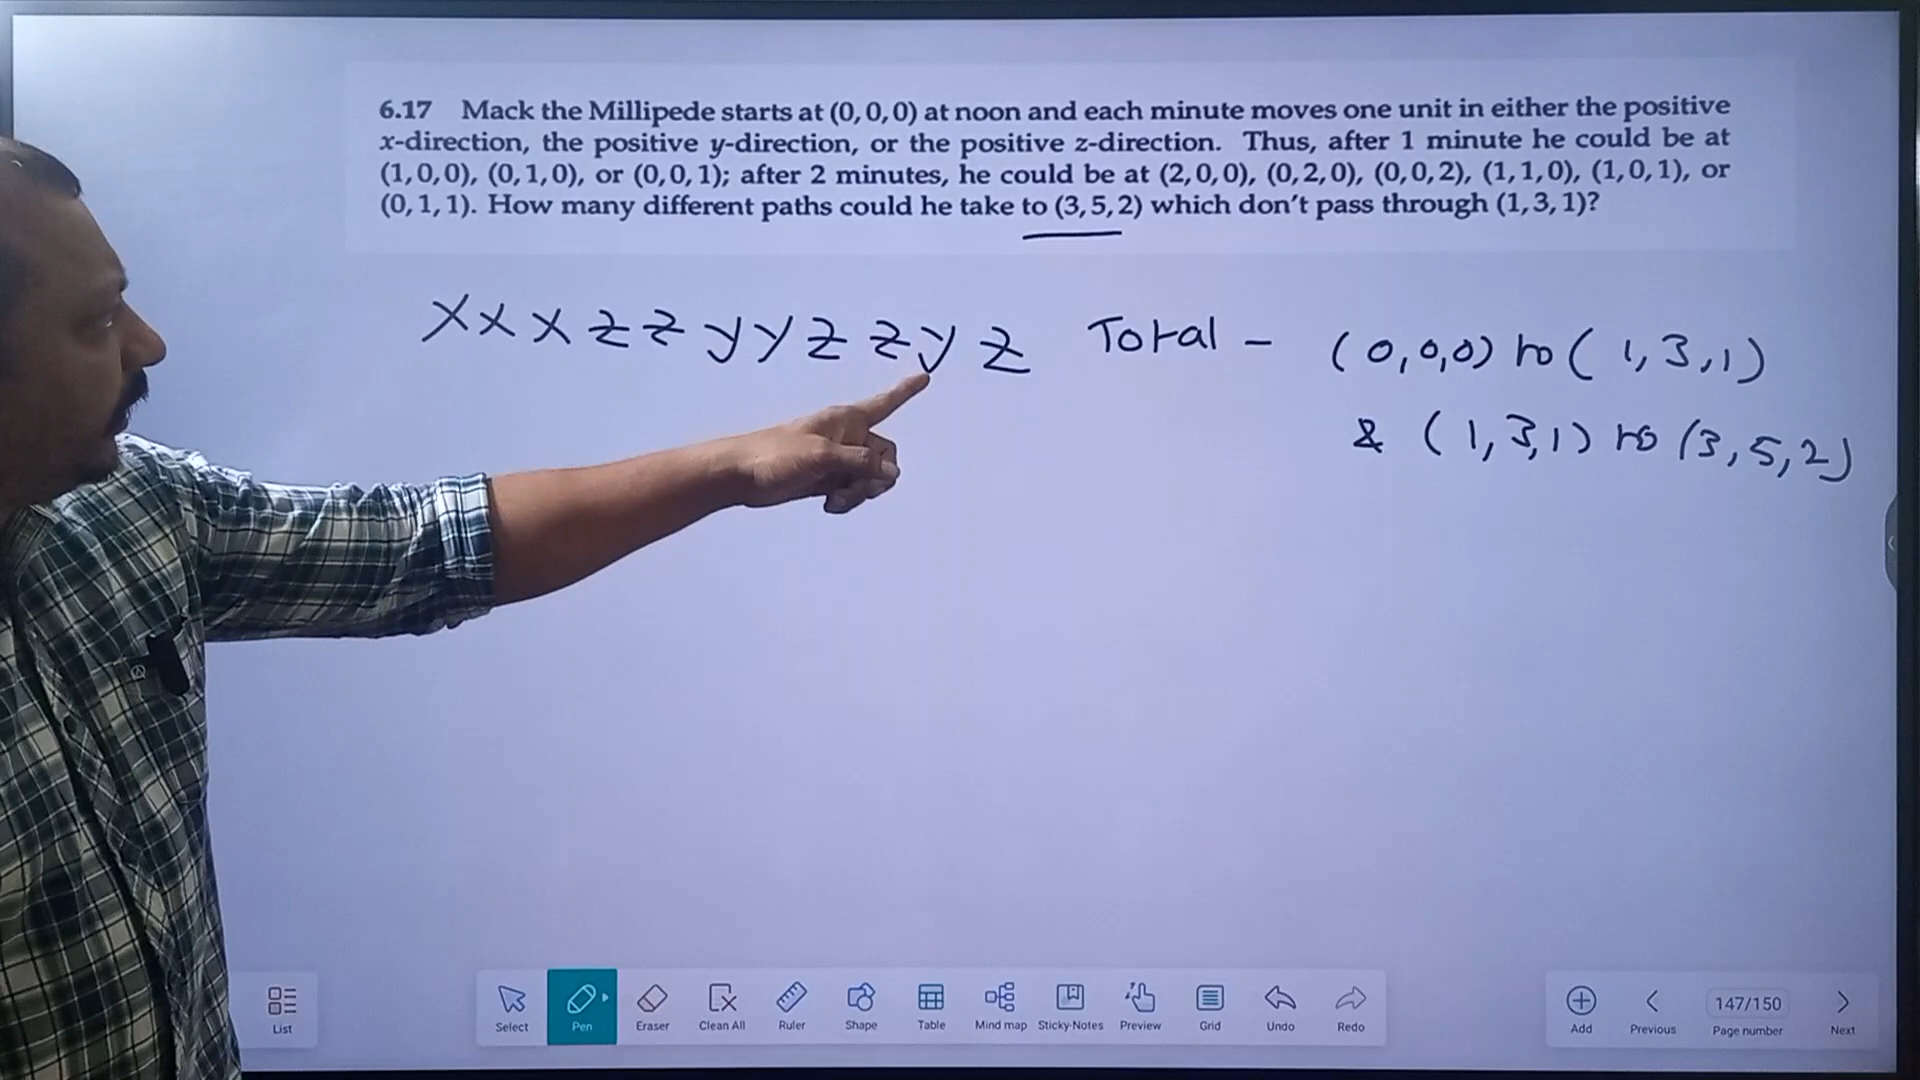 6.17 Mack the Millipede starts at (0,0,0) at noon and each minute moves one unit in either the positive
x-direction, the positive y-direction, or the positive z-direction. Thus, after 1 minute he could be at
(1,0,0), (0,1,0), or (0,0,1); after 2 minutes, he could be at (2,0,0), (0,2,0), (0,0,2), (1,1,0), (1,0,1), or
(0,1,1). How many different paths could he take to (3,5,2) which don't pass through (1,3,1)?
X x x z z y y z z y z Total - (0,0,0) to (1,3,1)
& (1,3,1) to (3,5,2)
List
Select Pen Eraser Clean All Ruler Shape Table Mind map Sticky Notes Preview Grid Undo Redo
Add Previous 147/150 Page number Next